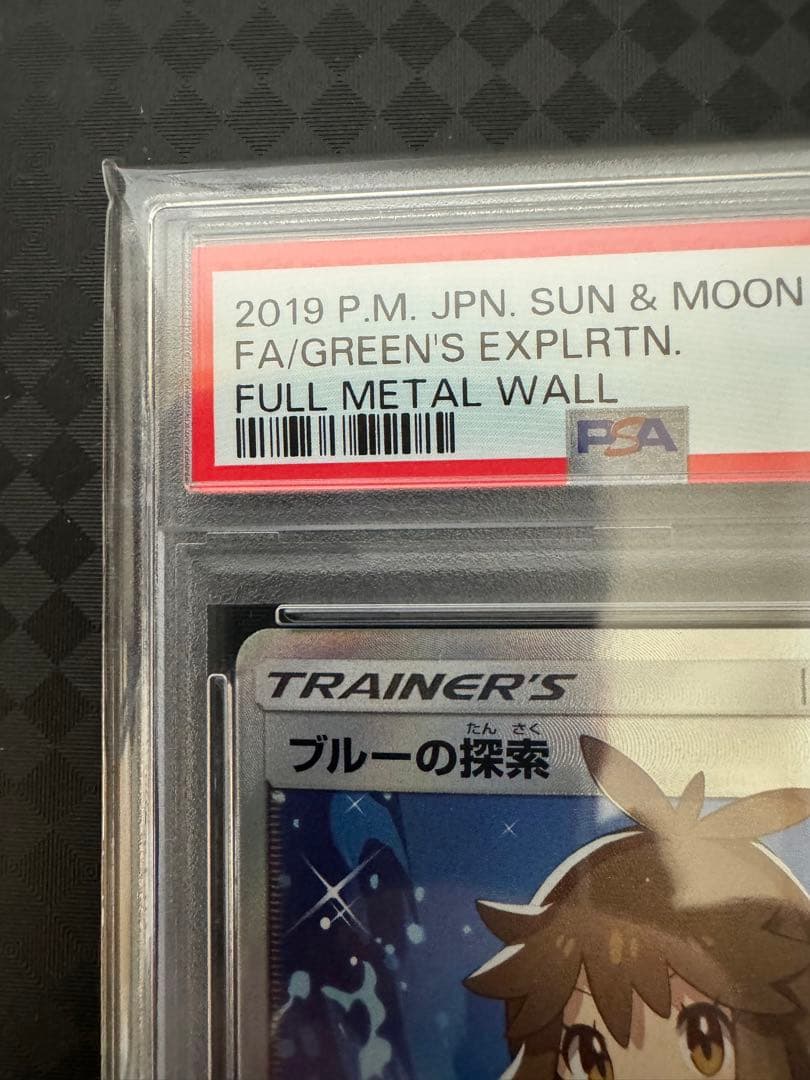 2019 P.M. JPN. SUN & MOON
FA/GREEN'S EXPLRTN.
FULL METAL WALL
PSA
TRAINER'S
たん さく
ブルーの探索